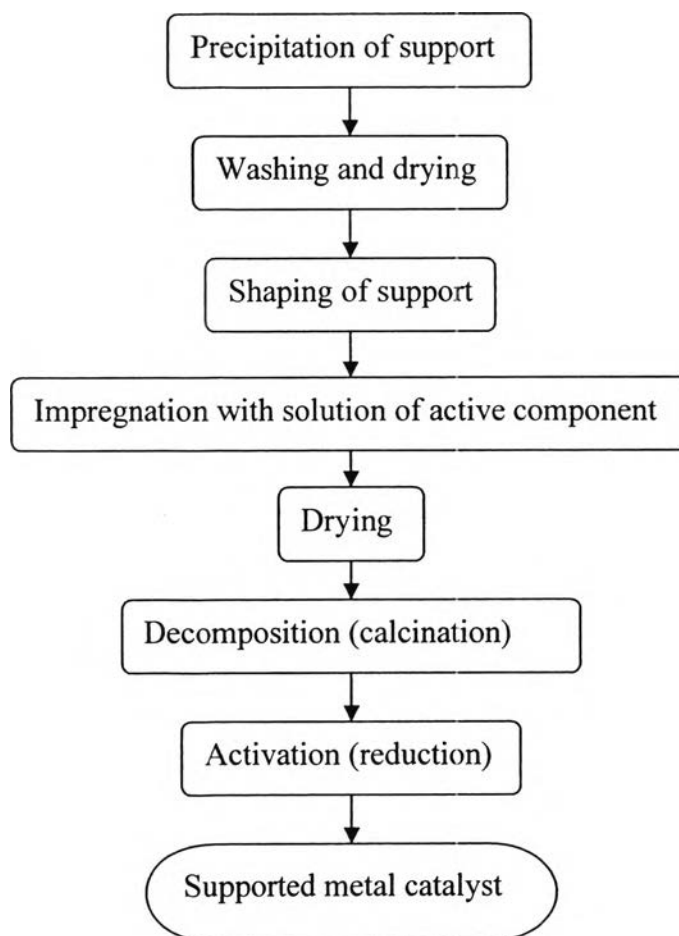 Precipitation of support
Washing and drying
Shaping of support
Impregnation with solution of active component
Drying
Decomposition (calcination)
Activation (reduction)
Supported metal catalyst